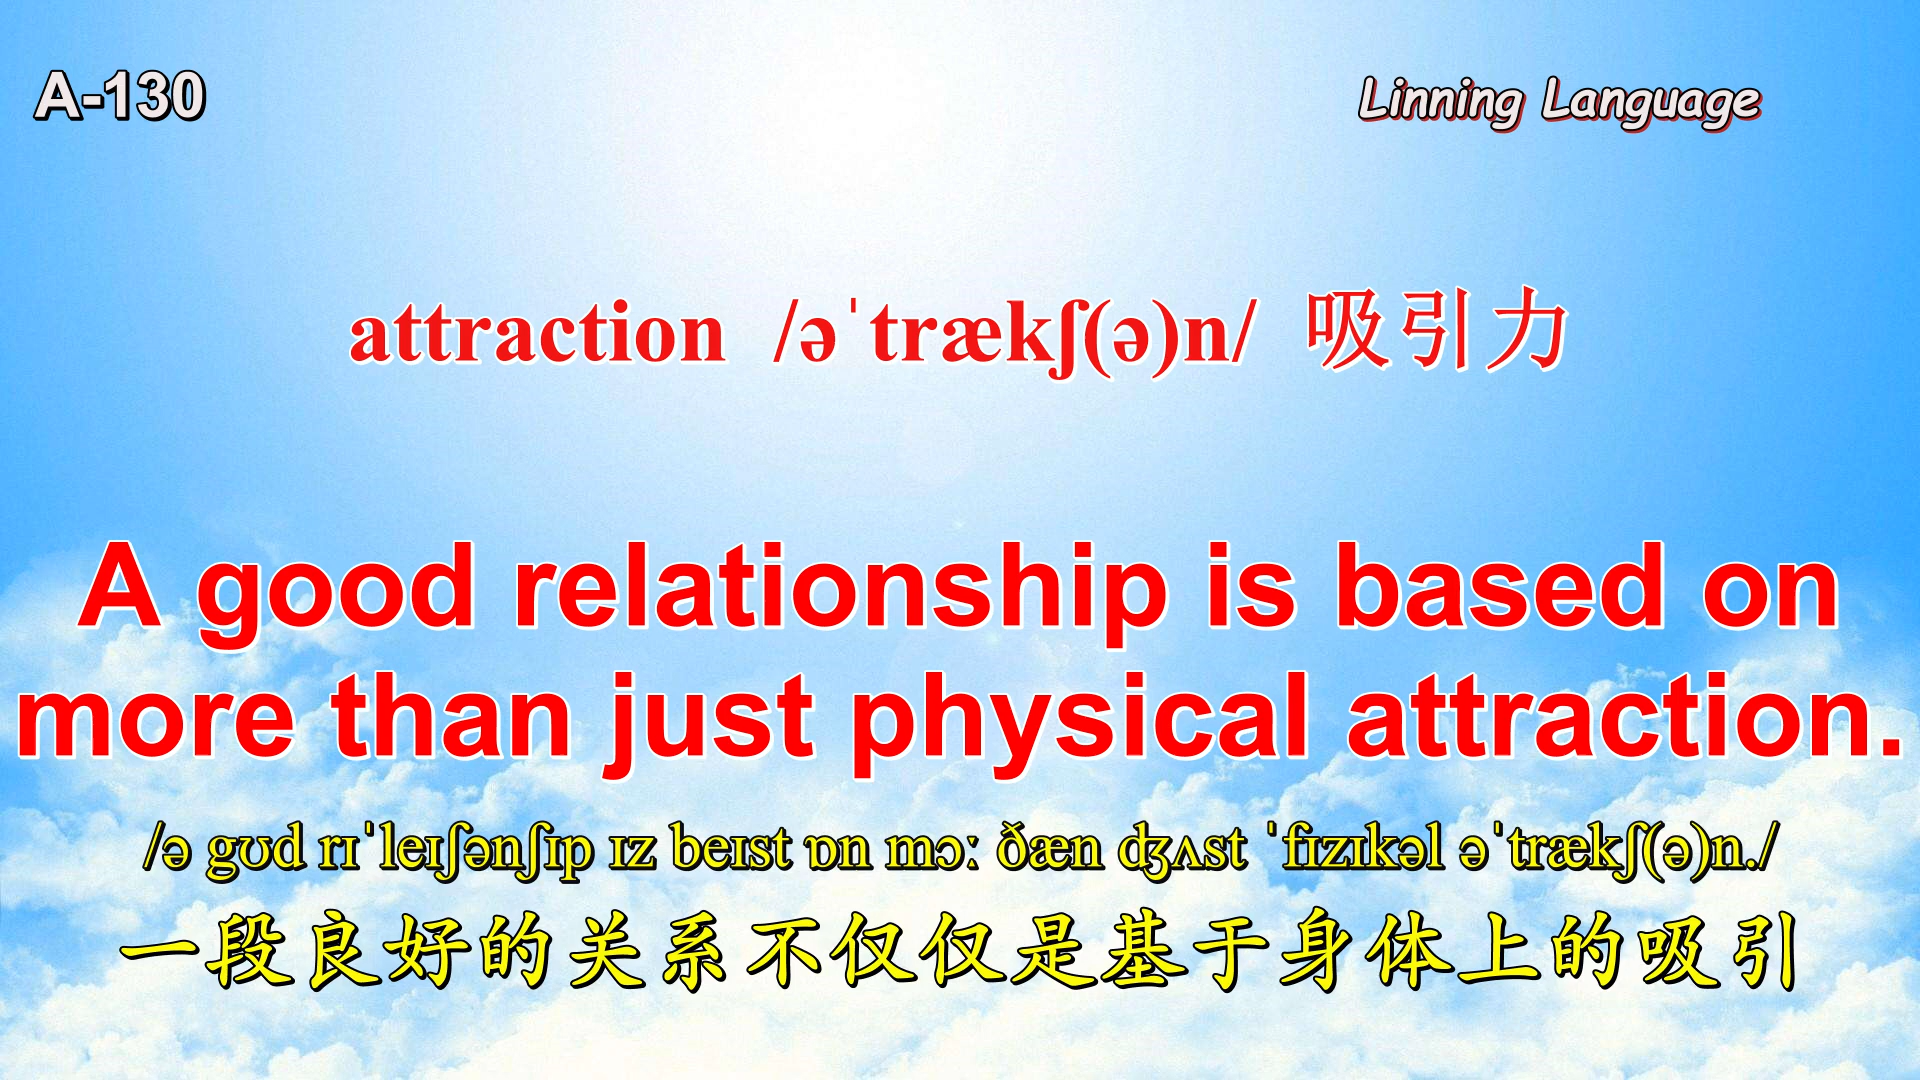 A-130
Linning Language
attraction /əˈtrækʃ(ə)n/ 吸引力
A good relationship is based on
more than just physical attraction.
/ə gʊd rɪˈleɪʃənʃɪp ɪz beɪst ɒn mɔː ðæn ʤʌst ˈfɪzɪkəl əˈtrækʃ(ə)n./
一段良好的关系不仅仅是基于身体上的吸引